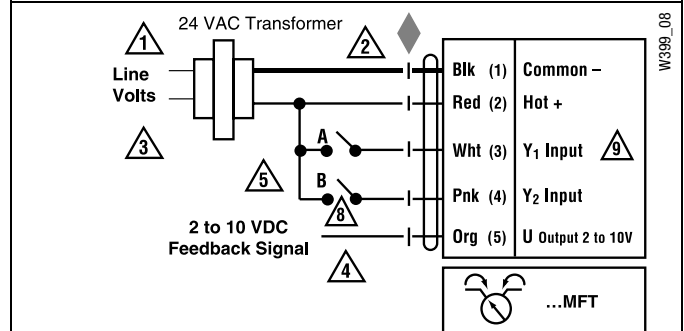 24 VAC Transformer
W399_08
1
2
Line
Volts
3
Blk (1) Common –
Red (2) Hot +
A
Wht (3) Y1 Input
9
5
B
Pnk (4) Y2 Input
8
2 to 10 VDC
Feedback Signal
Org (5) U Output 2 to 10V
4
...MFT